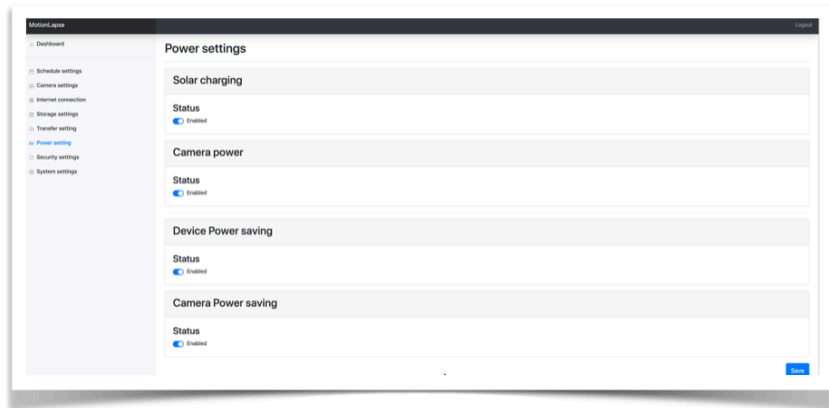 MotionLapse
Logout
Dashboard
Schedule settings
Camera settings
Internet connection
Storage settings
Transfer setting
Power setting
Security settings
System settings
Power settings
Solar charging
Status
Enabled
Camera power
Status
Enabled
Device Power saving
Status
Enabled
Camera Power saving
Status
Enabled
Save